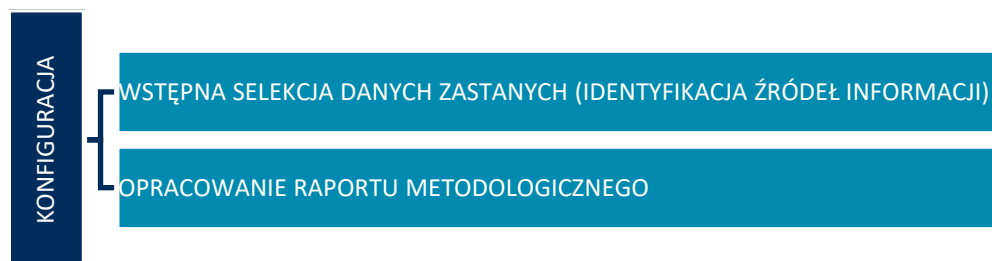 KONFIGURACJA
WSTĘPNA SELEKCJA DANYCH ZASTANYCH (IDENTYFIKACJA ŹRÓDEŁ INFORMACJI)
OPRACOWANIE RAPORTU METODOLOGICZNEGO